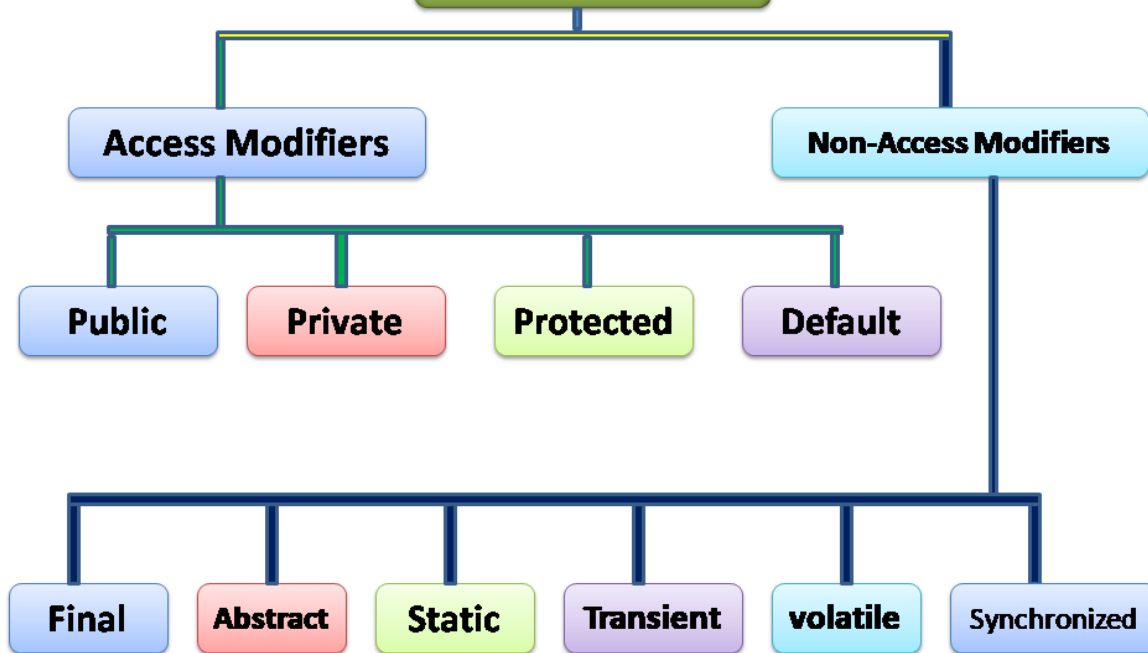 Access Modifiers
Non-Access Modifiers
Public
Private
Protected
Default
Final
Abstract
Static
Transient
volatile
Synchronized